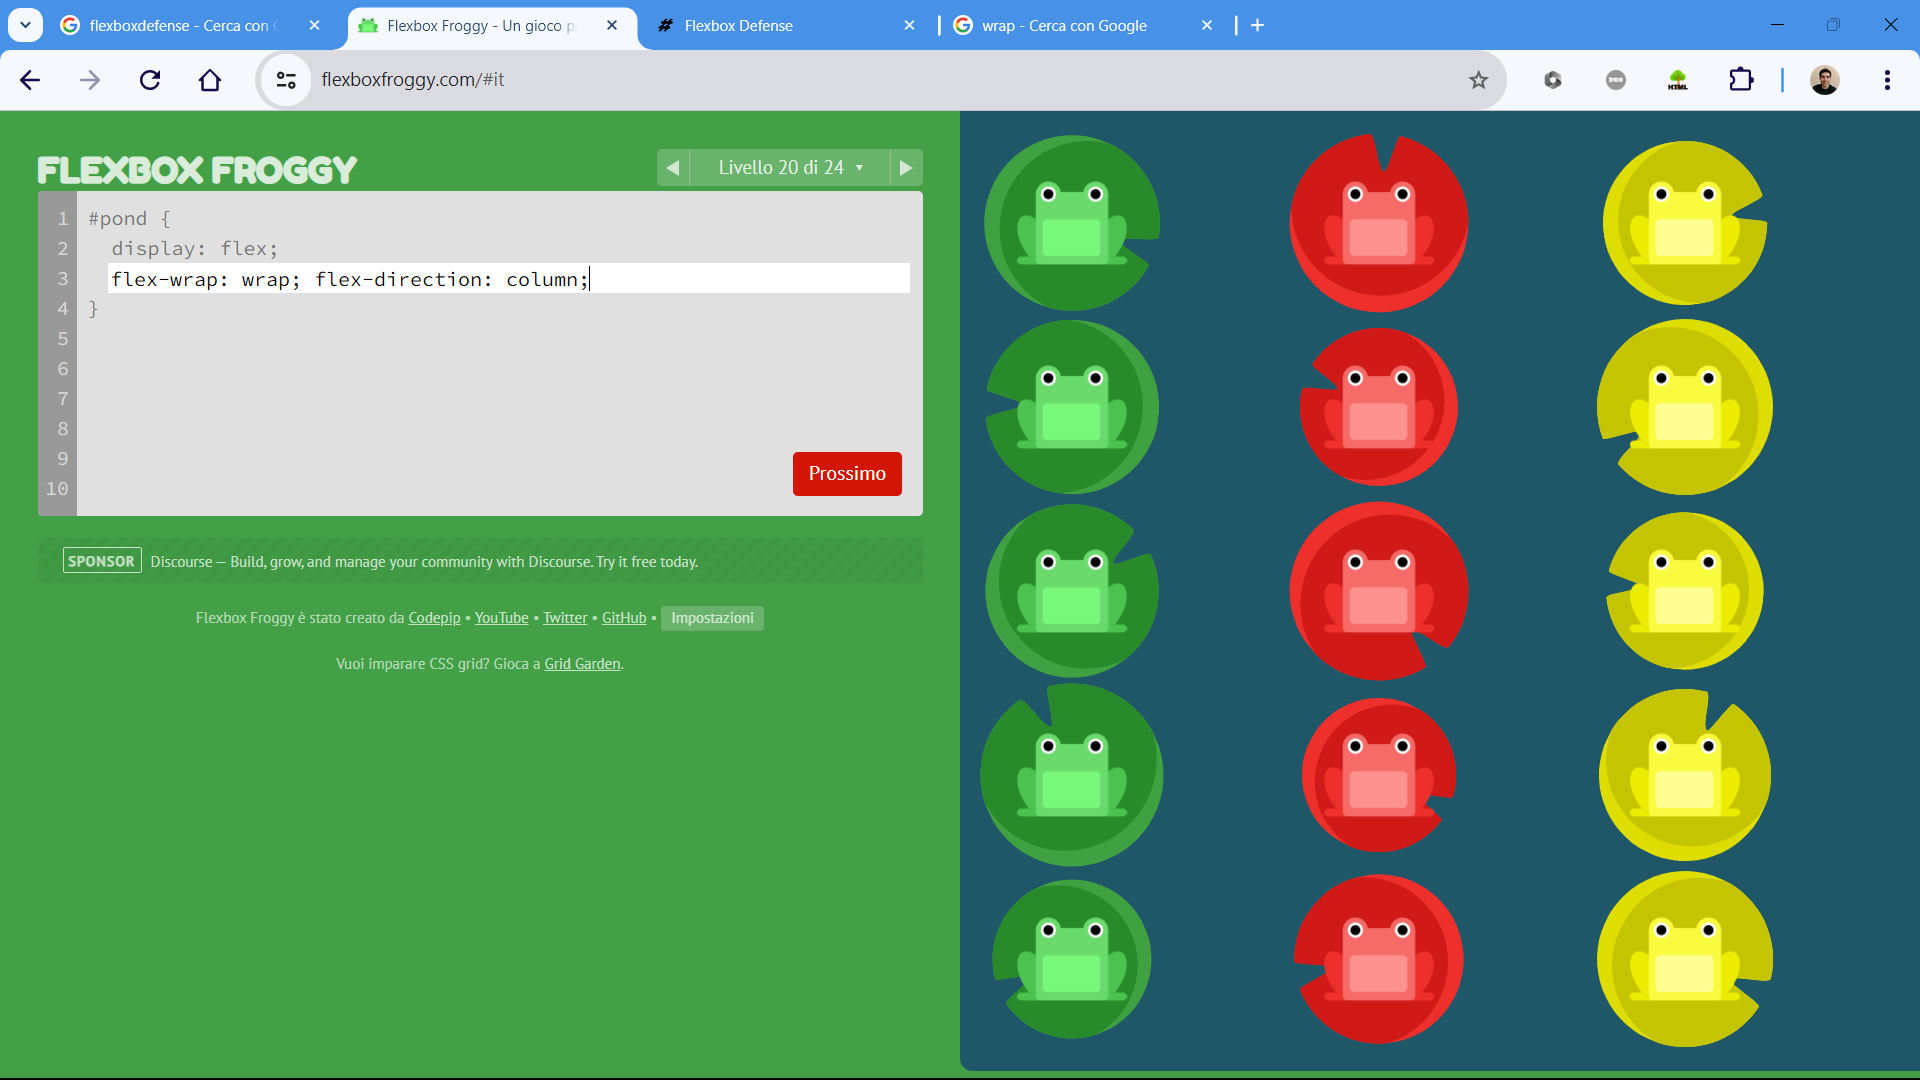 flexboxdefense - Cerca con
Flexbox Froggy - Un gioco p
Flexbox Defense
wrap - Cerca con Google
flexboxfroggy.com/#it
HTML
FLEXBOX FROGGY
Livello 20 di 24
1 #pond {
2 display: flex;
3 flex-wrap: wrap; flex-direction: column;
4 }
5
6
7
8
9
10
Prossimo
SPONSOR Discourse — Build, grow, and manage your community with Discourse. Try it free today.
Flexbox Froggy è stato creato da Codepip • YouTube • Twitter • GitHub • Impostazioni
Vuoi imparare CSS grid? Gioca a Grid Garden.